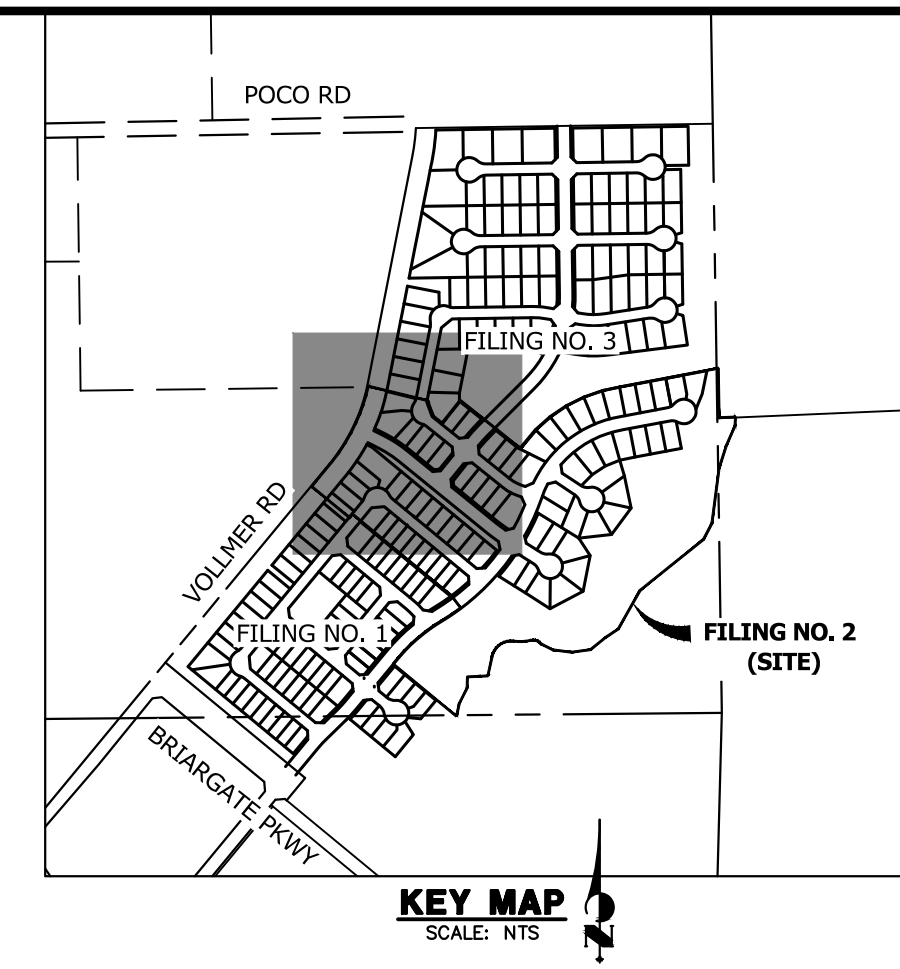 POCO RD
FILING NO. 3
VOLLMER RD
FILING NO. 1
FILING NO. 2
(SITE)
BRIARGATE PKWY
KEY MAP
SCALE: NTS
N